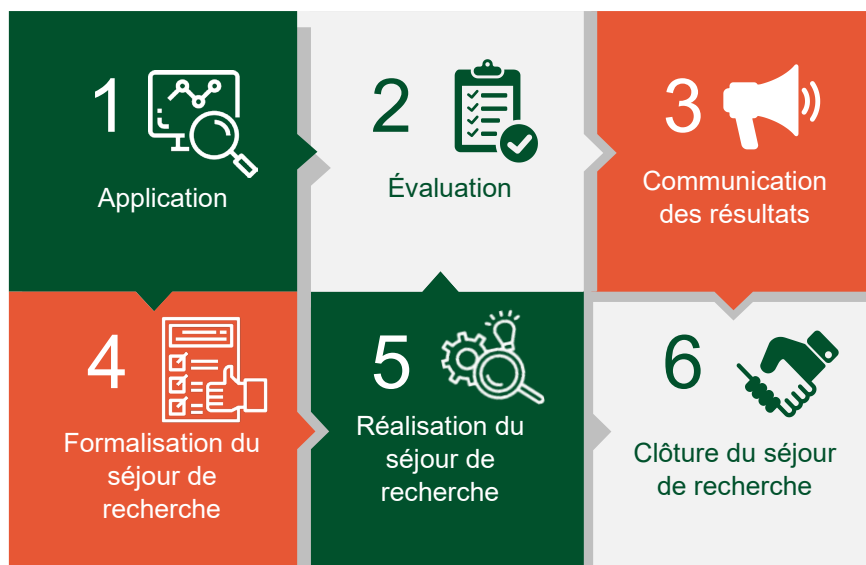 1
Application
2
Évaluation
3
Communication
des résultats
4
Formalisation du
séjour de
recherche
5
Réalisation du
séjour de
recherche
6
Clôture du séjour
de recherche